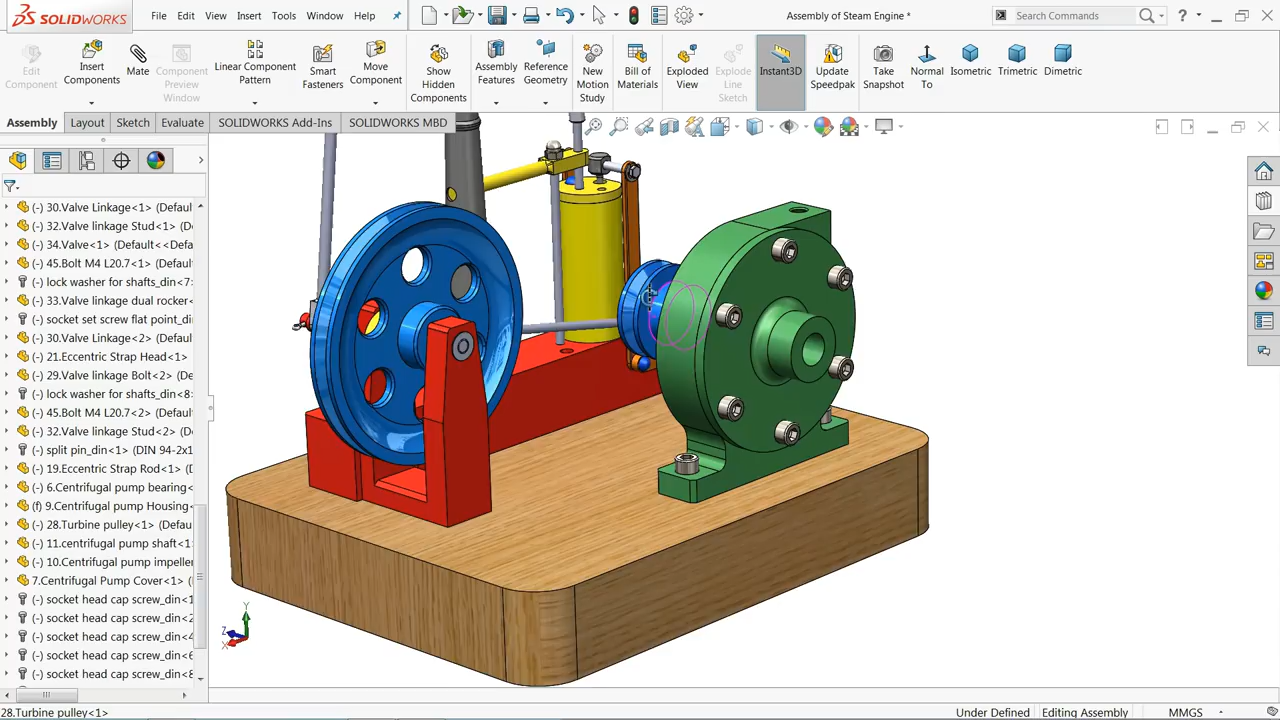 SOLIDWORKS
File Edit View Insert Tools Window Help
Assembly of Steam Engine *
Search Commands
?
Edit Component
Insert Components
Mate
Component Preview Window
Linear Component Pattern
Smart Fasteners
Move Component
Show Hidden Components
Assembly Features
Reference Geometry
New Motion Study
Bill of Materials
Exploded View
Explode Line Sketch
Instant3D
Update Speedpak
Take Snapshot
Normal To
Isometric
Trimetric
Dimetric
Assembly Layout Sketch Evaluate SOLIDWORKS Add-Ins SOLIDWORKS MBD
(-) 30.Valve Linkage<1> (Defaul
(-) 32.Valve linkage Stud<1> (D
(-) 34.Valve<1> (Default<<Defa
(-) 45.Bolt M4 L20.7<1> (Default
(-) lock washer for shafts_din<7
(-) 33.Valve linkage dual rocker<
(-) socket set screw flat point_di
(-) 21.Eccentric Strap Head<1>
(-) 29.Valve linkage Bolt<2> (De
(-) lock washer for shafts_din<8
(-) 45.Bolt M4 L20.7<2> (Default
(-) 32.Valve linkage Stud<2> (D
(-) split pin_din<1> (DIN 94-2x1
(-) 19.Eccentric Strap Rod<1> (
(-) 6.Centrifugal pump bearing<
(f) 9.Centrifugal pump Housing
(-) 28.Turbine pulley<1> (Defau
(-) 11.centrifugal pump shaft<1
(-) 10.Centrifugal pump impeller
7.Centrifugal Pump Cover<1> (
(-) socket head cap screw_din<1
(-) socket head cap screw_din<2
(-) socket head cap screw_din<4
(-) socket head cap screw_din<6
(-) socket head cap screw_din<8
Y
Z
X
28.Turbine pulley<1>
Under Defined Editing Assembly MMGS